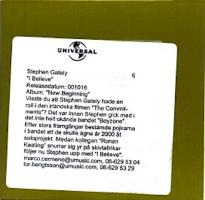 UNIVERSAL
Stephen Gately 6
"I Believe"
Releasedatum: 001016
Album: "New Beginning"
Visste du att Stephen Gately hade en
roll i den irländska filmen "The Commit-
ments"? Det var innan Stephen gick med i
det inte helt okända bandet "Boyzone".
Efter stora framgångar bestämde pojkarna
i bandet att de skulle ägna år 2000 åt
soloprojekt. Medan kollegan "Ronan
Keating" snurrar sig yr på skivtafrikar
följer nu Stephen upp med "I Believe".
marco.cermeno@umusic.com, 08-629 53 04
for.bengtsson@umusic.com, 08-629 53 29